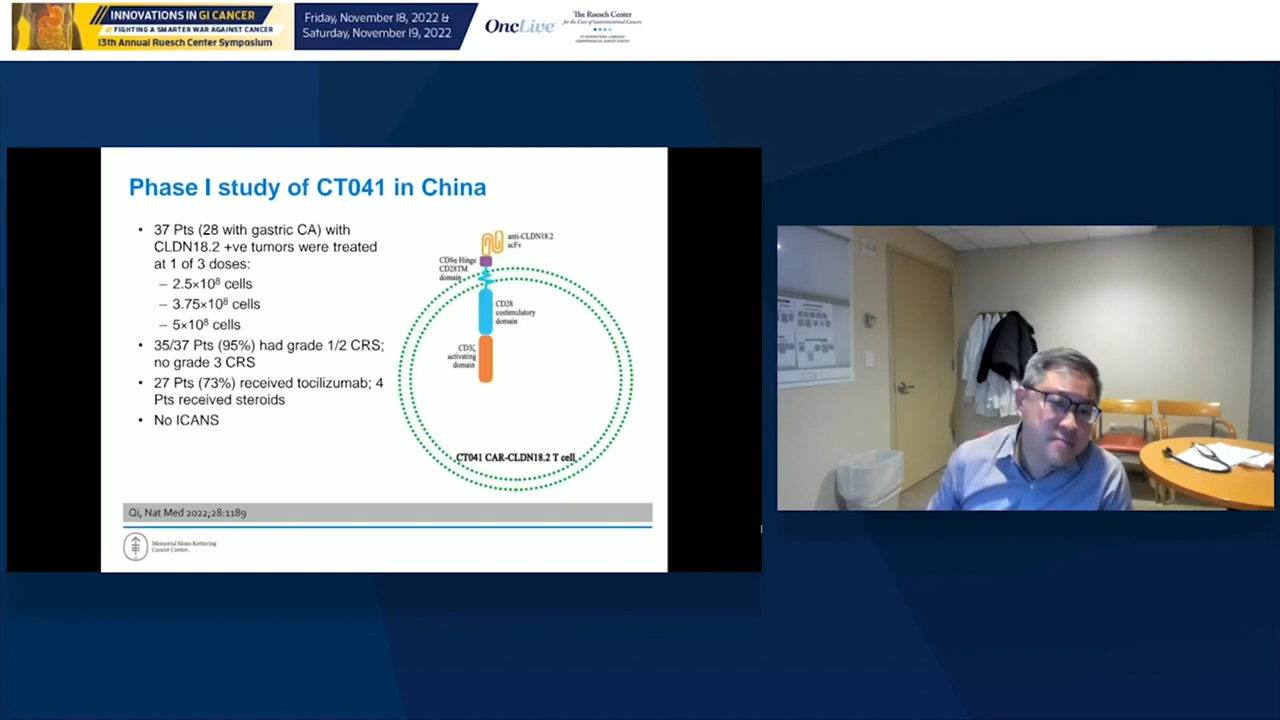 INNOVATIONS IN GI CANCER
FIGHTING A SMARTER WAR AGAINST CANCER
13th Annual Ruesch Center Symposium
Friday, November 18, 2022 &
Saturday, November 19, 2022
OncLive
The Ruesch Center
for the Cure of Gastrointestinal Cancers
Phase I study of CT041 in China
• 37 Pts (28 with gastric CA) with
CLDN18.2 +ve tumors were treated
at 1 of 3 doses:
– 2.5×10⁸ cells
– 3.75×10⁸ cells
– 5×10⁸ cells
• 35/37 Pts (95%) had grade 1/2 CRS;
no grade 3 CRS
• 27 Pts (73%) received tocilizumab; 4
Pts received steroids
• No ICANS
anti-CLDN18.2
scFv
CD8α Hinge
CD28TM
domain
CD28
costimulatory
domain
CD3ζ
activating
domain
CT041 CAR-CLDN18.2 T cell
Qi, Nat Med 2022;28:1189
Memorial Sloan Kettering
Cancer Center